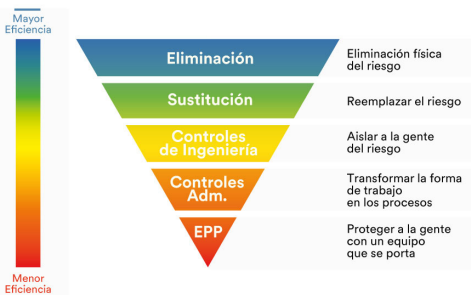 Mayor
Eficiencia
Eliminación
Eliminación física
del riesgo
Sustitución
Reemplazar el riesgo
Controles
de Ingeniería
Aislar a la gente
del riesgo
Controles
Adm.
Transformar la forma
de trabajo
en los procesos
EPP
Proteger a la gente
con un equipo
que se porta
Menor
Eficiencia